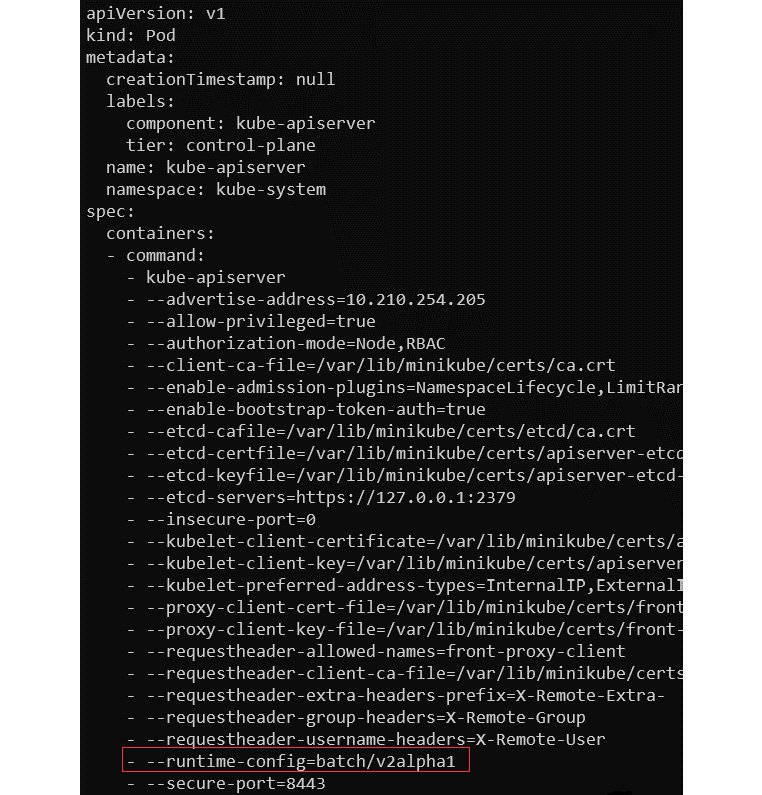 apiVersion: v1
kind: Pod
metadata:
  creationTimestamp: null
  labels:
    component: kube-apiserver
    tier: control-plane
  name: kube-apiserver
  namespace: kube-system
spec:
  containers:
  - command:
    - kube-apiserver
    - --advertise-address=10.210.254.205
    - --allow-privileged=true
    - --authorization-mode=Node,RBAC
    - --client-ca-file=/var/lib/minikube/certs/ca.crt
    - --enable-admission-plugins=NamespaceLifecycle,LimitRan
    - --enable-bootstrap-token-auth=true
    - --etcd-cafile=/var/lib/minikube/certs/etcd/ca.crt
    - --etcd-certfile=/var/lib/minikube/certs/apiserver-etcd
    - --etcd-keyfile=/var/lib/minikube/certs/apiserver-etcd-
    - --etcd-servers=https://127.0.0.1:2379
    - --insecure-port=0
    - --kubelet-client-certificate=/var/lib/minikube/certs/a
    - --kubelet-client-key=/var/lib/minikube/certs/apiserver
    - --kubelet-preferred-address-types=InternalIP,ExternalI
    - --proxy-client-cert-file=/var/lib/minikube/certs/front
    - --proxy-client-key-file=/var/lib/minikube/certs/front-
    - --requestheader-allowed-names=front-proxy-client
    - --requestheader-client-ca-file=/var/lib/minikube/certs
    - --requestheader-extra-headers-prefix=X-Remote-Extra-
    - --requestheader-group-headers=X-Remote-Group
    - --requestheader-username-headers=X-Remote-User
    - --runtime-config=batch/v2alpha1
    - --secure-port=8443